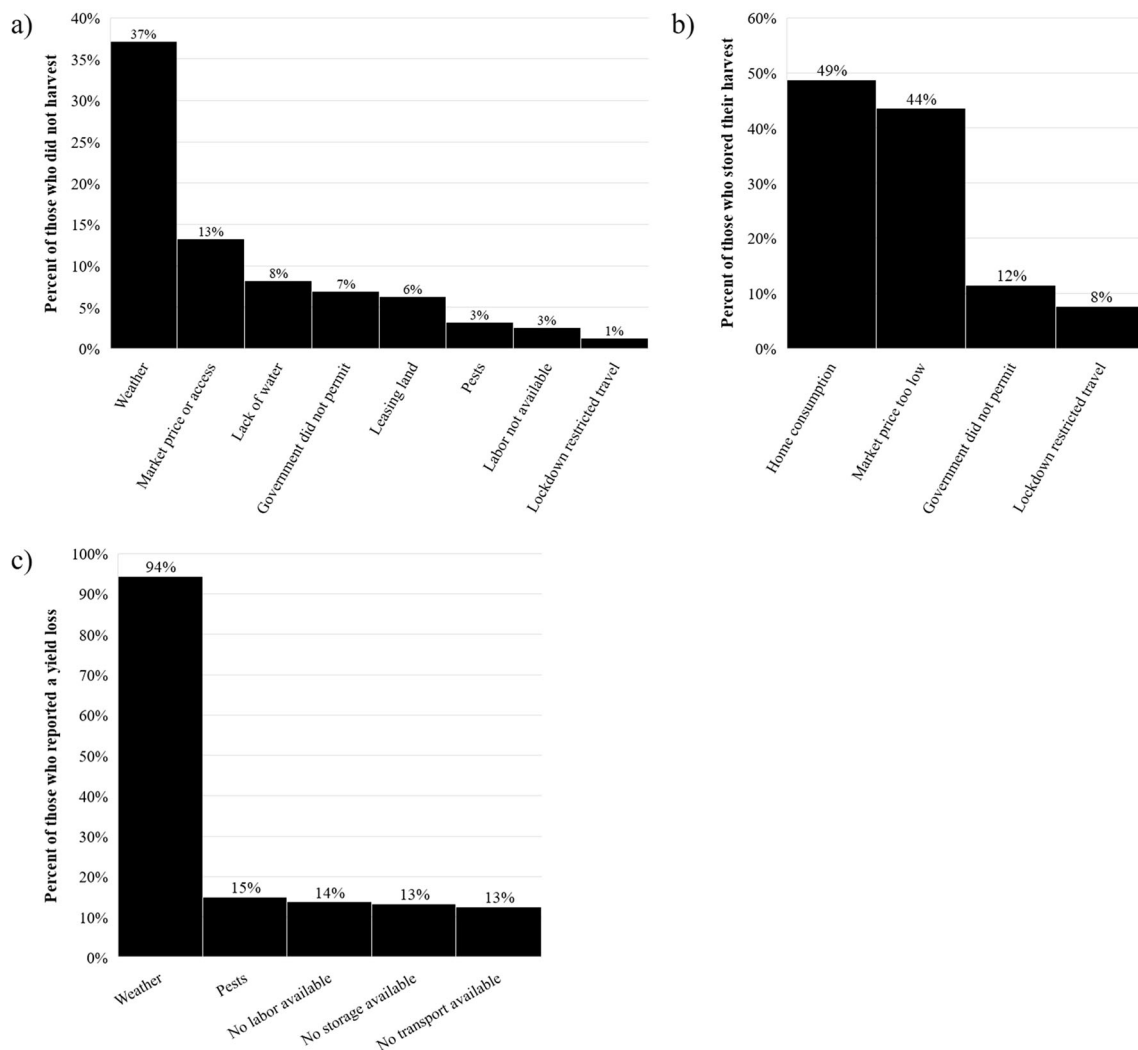 a)
Percent of those who did not harvest
40%
35%
30%
25%
20%
15%
10%
5%
0%
37%
13%
8%
7%
6%
3%
3%
1%
Weather
Market price or access
Lack of water
Government did not permit
Leasing land
Pests
Labor not available
Lockdown restricted travel
b)
Percent of those who stored their harvest
60%
50%
40%
30%
20%
10%
0%
49%
44%
12%
8%
Home consumption
Market price too low
Government did not permit
Lockdown restricted travel
c)
Percent of those who reported a yield loss
100%
90%
80%
70%
60%
50%
40%
30%
20%
10%
0%
94%
15%
14%
13%
13%
Weather
Pests
No labor available
No storage available
No transport available